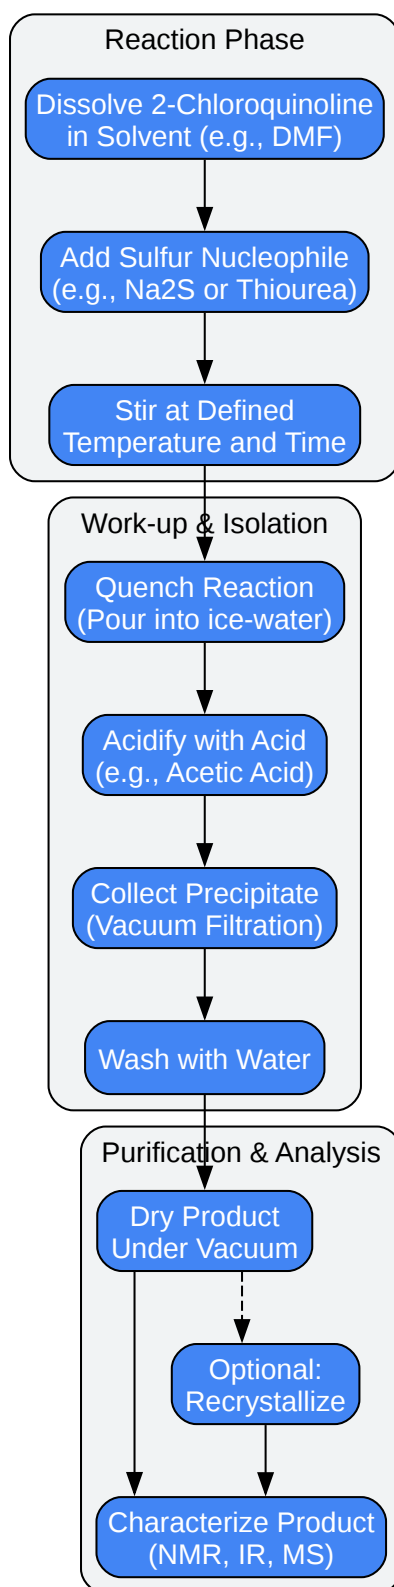 Reaction Phase
Dissolve 2-Chloroquinoline
in Solvent (e.g., DMF)
Add Sulfur Nucleophile
(e.g., Na2S or Thiourea)
Stir at Defined
Temperature and Time
Work-up & Isolation
Quench Reaction
(Pour into ice-water)
Acidify with Acid
(e.g., Acetic Acid)
Collect Precipitate
(Vacuum Filtration)
Wash with Water
Purification & Analysis
Dry Product
Under Vacuum
Optional:
Recrystallize
Characterize Product
(NMR, IR, MS)